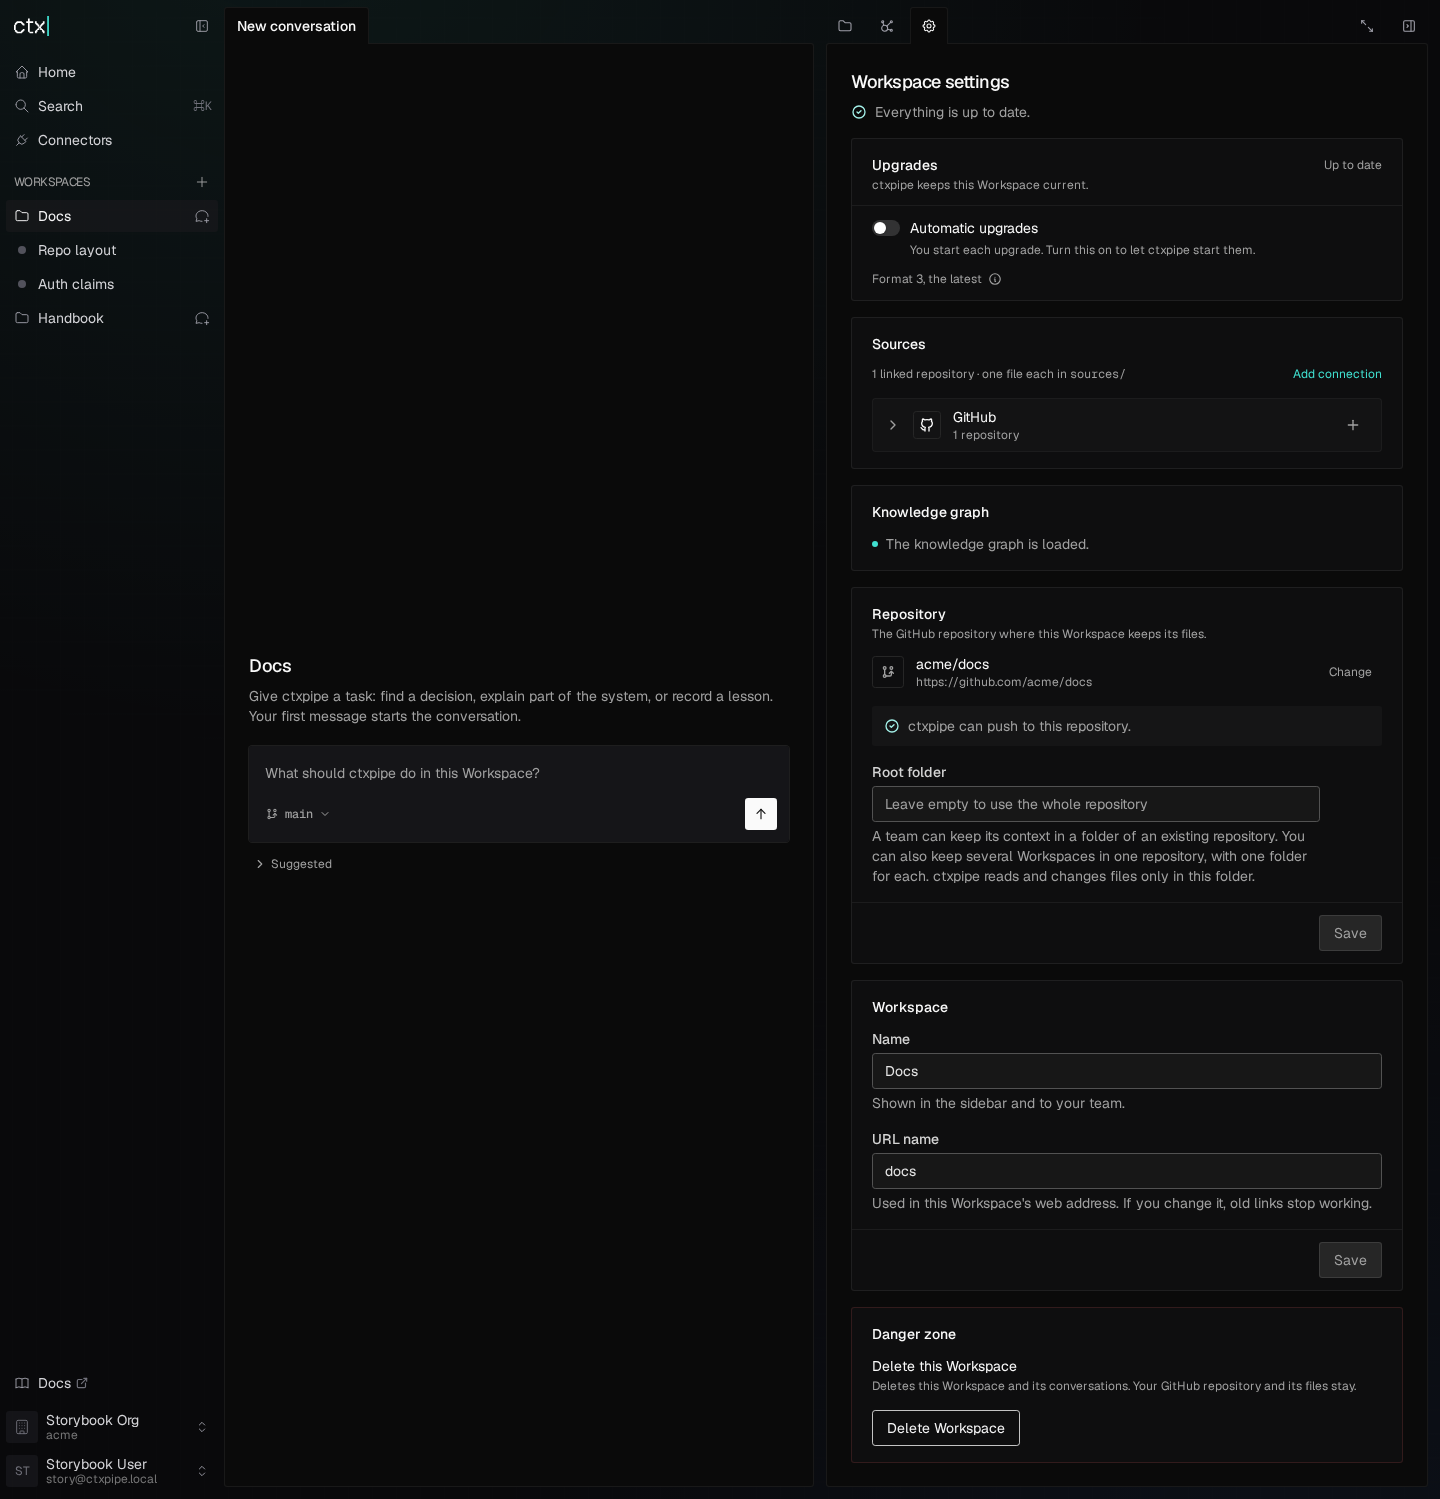 ctx
Home
Search ⌘K
Connectors
WORKSPACES
Docs
Repo layout
Auth claims
Handbook
Docs
Storybook Org
acme
ST
Storybook User
story@ctxpipe.local
New conversation
Docs
Give ctxpipe a task: find a decision, explain part of the system, or record a lesson.
Your first message starts the conversation.
What should ctxpipe do in this Workspace?
main
Suggested
Workspace settings
Everything is up to date.
Upgrades Up to date
ctxpipe keeps this Workspace current.
Automatic upgrades
You start each upgrade. Turn this on to let ctxpipe start them.
Format 3, the latest
Sources
1 linked repository · one file each in sources/ Add connection
GitHub
1 repository
Knowledge graph
The knowledge graph is loaded.
Repository
The GitHub repository where this Workspace keeps its files.
acme/docs
https://github.com/acme/docs
Change
ctxpipe can push to this repository.
Root folder
Leave empty to use the whole repository
A team can keep its context in a folder of an existing repository. You
can also keep several Workspaces in one repository, with one folder
for each. ctxpipe reads and changes files only in this folder.
Save
Workspace
Name
Docs
Shown in the sidebar and to your team.
URL name
docs
Used in this Workspace's web address. If you change it, old links stop working.
Save
Danger zone
Delete this Workspace
Deletes this Workspace and its conversations. Your GitHub repository and its files stay.
Delete Workspace